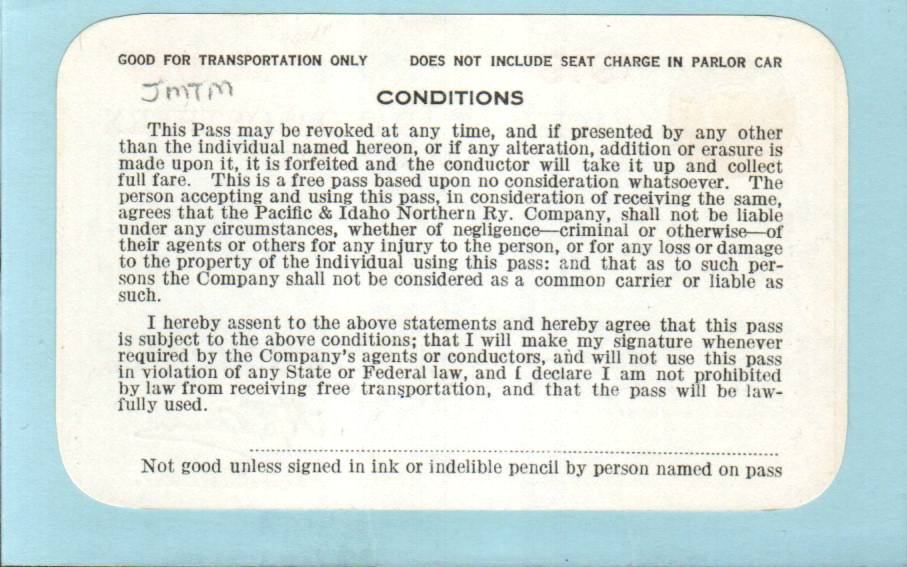 GOOD FOR TRANSPORTATION ONLY DOES NOT INCLUDE SEAT CHARGE IN PARLOR CAR
JMTM
CONDITIONS
This Pass may be revoked at any time, and if presented by any other
than the individual named hereon, or if any alteration, addition or erasure is
made upon it, it is forfeited and the conductor will take it up and collect
full fare. This is a free pass based upon no consideration whatsoever. The
person accepting and using this pass, in consideration of receiving the same,
agrees that the Pacific & Idaho Northern Ry. Company, shall not be liable
under any circumstances, whether of negligence—criminal or otherwise—of
their agents or others for any injury to the person, or for any loss or damage
to the property of the individual using this pass: and that as to such per-
sons the Company shall not be considered as a common carrier or liable as
such.
I hereby assent to the above statements and hereby agree that this pass
is subject to the above conditions; that I will make my signature whenever
required by the Company's agents or conductors, and will not use this pass
in violation of any State or Federal law, and I declare I am not prohibited
by law from receiving free transportation, and that the pass will be law-
fully used.
Not good unless signed in ink or indelible pencil by person named on pass